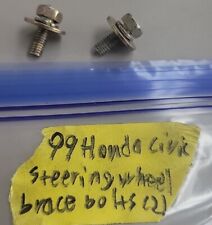 99 Honda Civic
steering wheel
brace bolts (2)